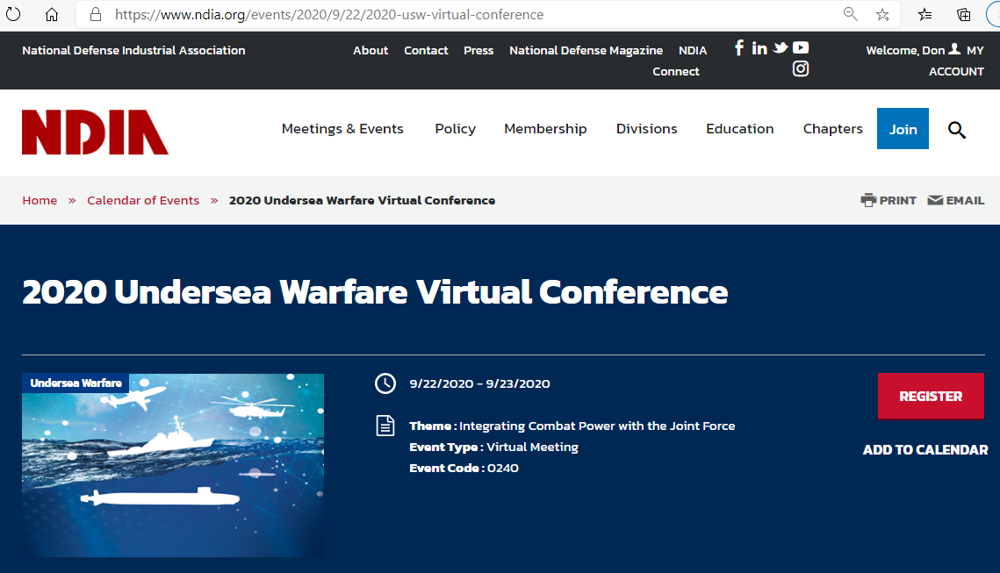 https://www.ndia.org/events/2020/9/22/2020-usw-virtual-conference
National Defense Industrial Association
About Contact Press National Defense Magazine NDIA
Connect
Welcome, Don MY
ACCOUNT
NDIA
Meetings & Events Policy Membership Divisions Education Chapters Join
Home » Calendar of Events » 2020 Undersea Warfare Virtual Conference
PRINT EMAIL
2020 Undersea Warfare Virtual Conference
Undersea Warfare
9/22/2020 - 9/23/2020
Theme : Integrating Combat Power with the Joint Force
Event Type : Virtual Meeting
Event Code : 0240
REGISTER
ADD TO CALENDAR